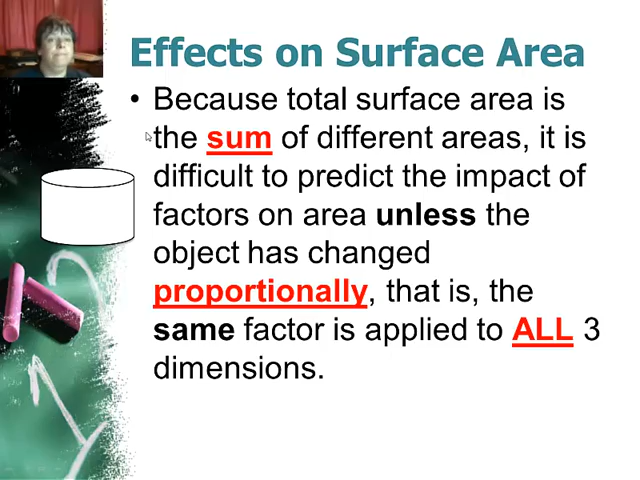 Effects on Surface Area
• Because total surface area is
the sum of different areas, it is
difficult to predict the impact of
factors on area unless the
object has changed
proportionally, that is, the
same factor is applied to ALL 3
dimensions.